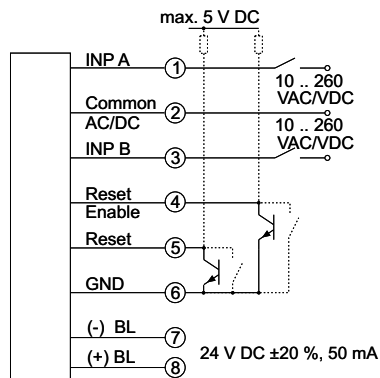 max. 5 V DC
INP A
1
10 .. 260
VAC/VDC
Common
AC/DC
2
10 .. 260
VAC/VDC
INP B
3
Reset
Enable
4
Reset
5
GND
6
(-) BL
7
24 V DC ±20 %, 50 mA
(+) BL
8